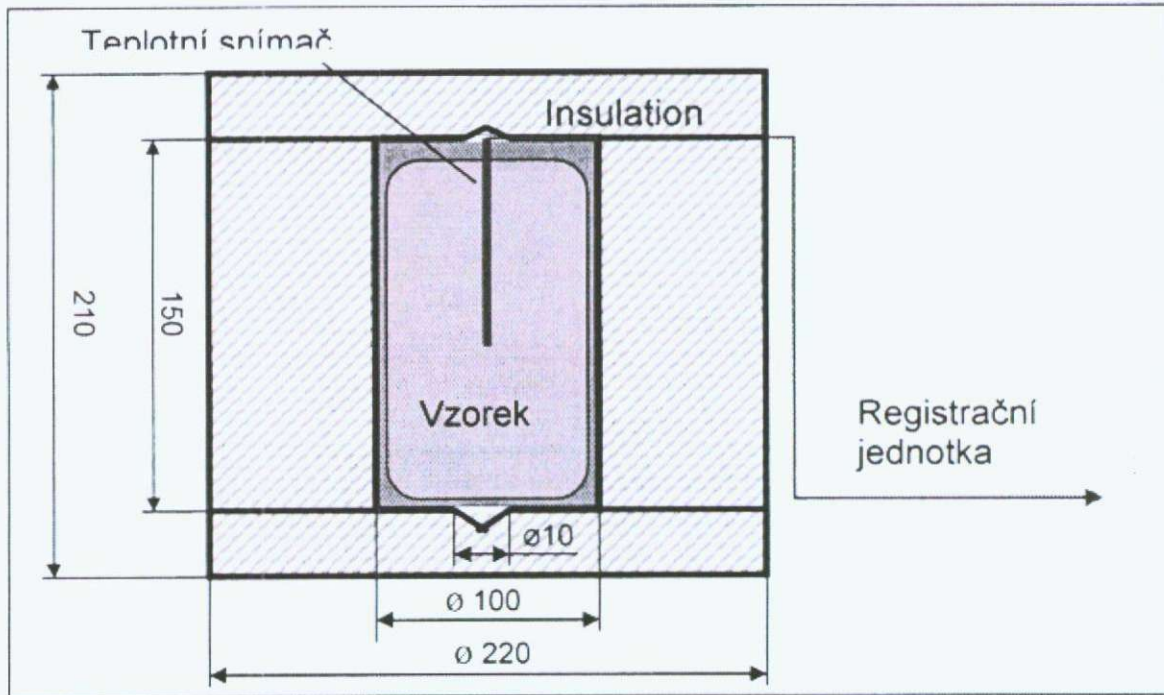 Teplotní snímač
Insulation
210
150
Vzorek
Registrační
jednotka
ø10
ø 100
ø 220